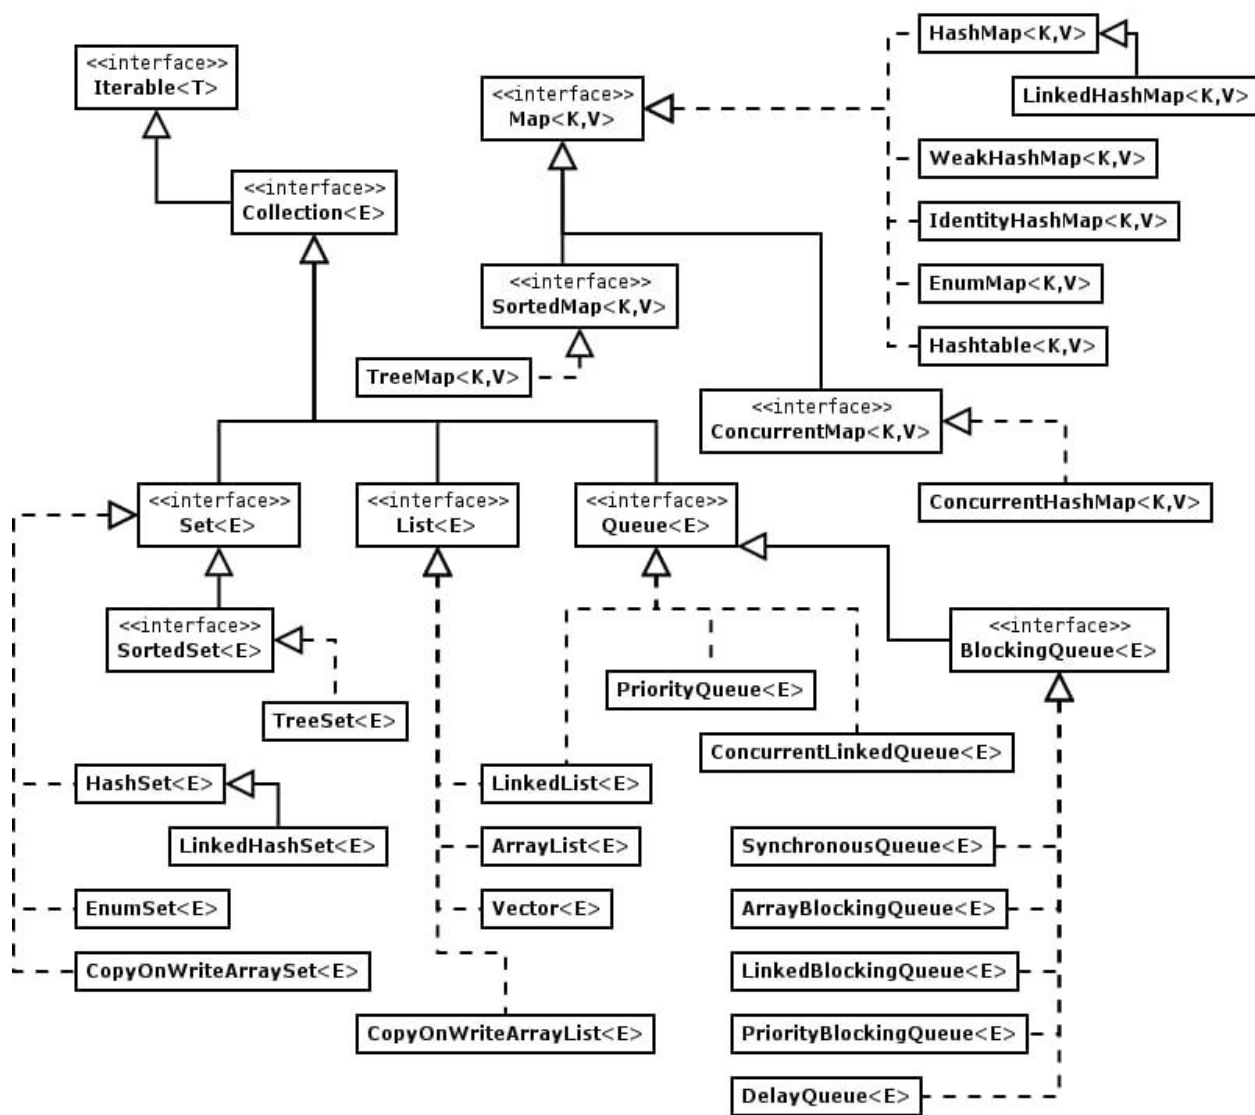 HashMap<K,V>
<<interface>>
Iterable<T>
<<interface>>
Map<K,V>
LinkedHashMap<K,V>
WeakHashMap<K,V>
<<interface>>
Collection<E>
IdentityHashMap<K,V>
<<interface>>
SortedMap<K,V>
EnumMap<K,V>
Hashtable<K,V>
TreeMap<K,V>
<<interface>>
ConcurrentMap<K,V>
ConcurrentHashMap<K,V>
<<interface>>
Set<E>
<<interface>>
List<E>
<<interface>>
Queue<E>
<<interface>>
SortedSet<E>
<<interface>>
BlockingQueue<E>
PriorityQueue<E>
TreeSet<E>
ConcurrentLinkedQueue<E>
HashSet<E>
LinkedList<E>
LinkedHashSet<E>
ArrayList<E>
SynchronousQueue<E>
EnumSet<E>
Vector<E>
ArrayBlockingQueue<E>
CopyOnWriteArraySet<E>
LinkedBlockingQueue<E>
CopyOnWriteArrayList<E>
PriorityBlockingQueue<E>
DelayQueue<E>